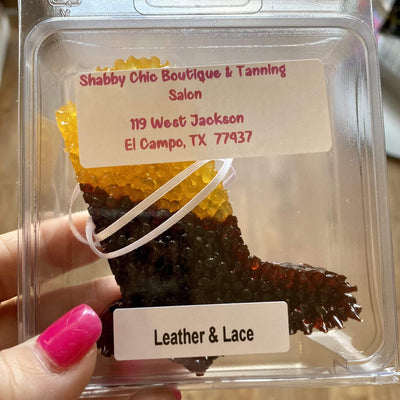 Shabby Chic Boutique & Tanning
Salon
119 West Jackson
El Campo, TX 77437
Leather & Lace